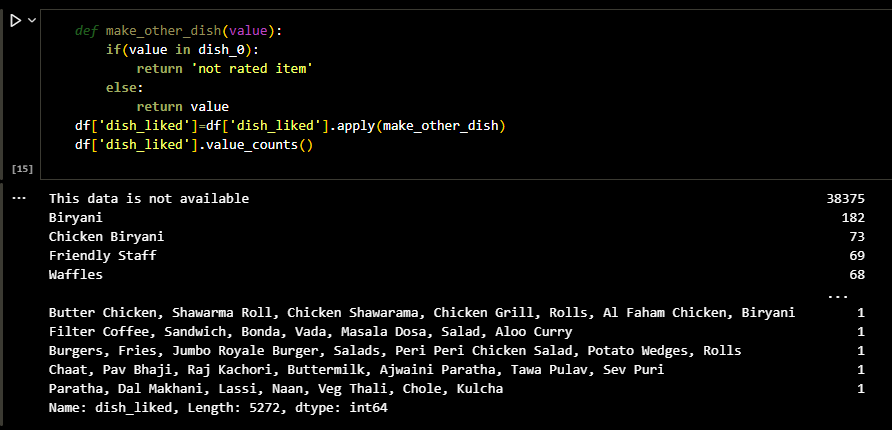 def make_other_dish(value):
if(value in dish_0):
return 'not rated item'
else:
return value
df['dish_liked']=df['dish_liked'].apply(make_other_dish)
df['dish_liked'].value_counts()
[15]
... This data is not available 38375
Biryani 182
Chicken Biryani 73
Friendly Staff 69
Waffles 68
...
Butter Chicken, Shawarma Roll, Chicken Shawarama, Chicken Grill, Rolls, Al Faham Chicken, Biryani 1
Filter Coffee, Sandwich, Bonda, Vada, Masala Dosa, Salad, Aloo Curry 1
Burgers, Fries, Jumbo Royale Burger, Salads, Peri Peri Chicken Salad, Potato Wedges, Rolls 1
Chaat, Pav Bhaji, Raj Kachori, Buttermilk, Ajwaini Paratha, Tawa Pulav, Sev Puri 1
Paratha, Dal Makhani, Lassi, Naan, Veg Thali, Chole, Kulcha 1
Name: dish_liked, Length: 5272, dtype: int64